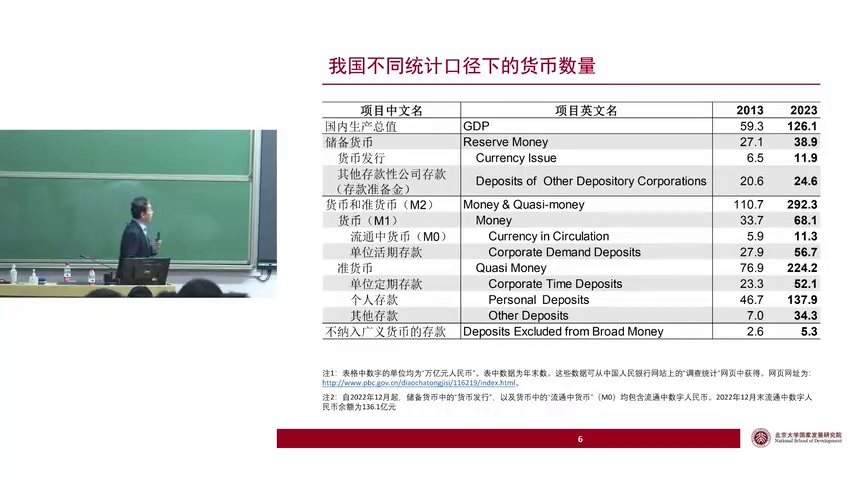 我国不同统计口径下的货币数量
项目中文名 项目英文名 2013 2023
国内生产总值 GDP 59.3 126.1
储备货币 Reserve Money 27.1 38.9
货币发行 Currency Issue 6.5 11.9
其他存款性公司存款（存款准备金） Deposits of Other Depository Corporations 20.6 24.6
货币和准货币（M2） Money & Quasi-money 110.7 292.3
货币（M1） Money 33.7 68.1
流通中货币（M0） Currency in Circulation 5.9 11.3
单位活期存款 Corporate Demand Deposits 27.9 56.7
准货币 Quasi Money 76.9 224.2
单位定期存款 Corporate Time Deposits 23.3 52.1
个人存款 Personal Deposits 46.7 137.9
其他存款 Other Deposits 7.0 34.3
不纳入广义货币的存款 Deposits Excluded from Broad Money 2.6 5.3
注1：表格中数字的单位均为“万亿元人民币”。表中数据为年末数。这些数据可从中国人民银行网站上的“调查统计”网页中获得。网页网址为：
http://www.pbc.gov.cn/diaochatongjisi/116219/index.html。
注2：自2022年12月起，储备货币中的“货币发行”，以及货币中的“流通中货币”（M0）均包含流通中数字人民币。2022年12月末流通中数字人
民币余额为136.1亿元
6
北京大学国家发展研究院
National School of Development